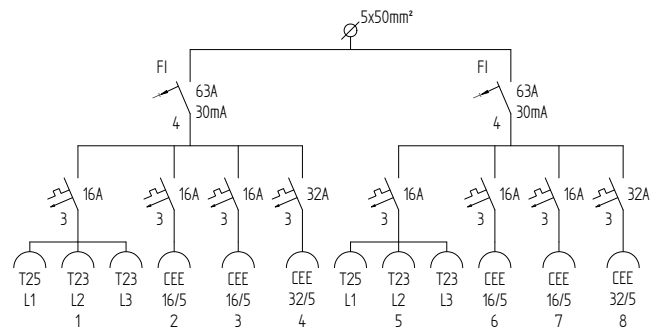 5x50mm²
FI
63A
30mA
4
FI
63A
30mA
4
16A
3
16A
3
16A
3
32A
3
16A
3
16A
3
16A
3
32A
3
T25
L1
T23
L2
T23
L3
1
CEE
16/5
2
CEE
16/5
3
CEE
32/5
4
T25
L1
T23
L2
T23
L3
5
CEE
16/5
6
CEE
16/5
7
CEE
32/5
8